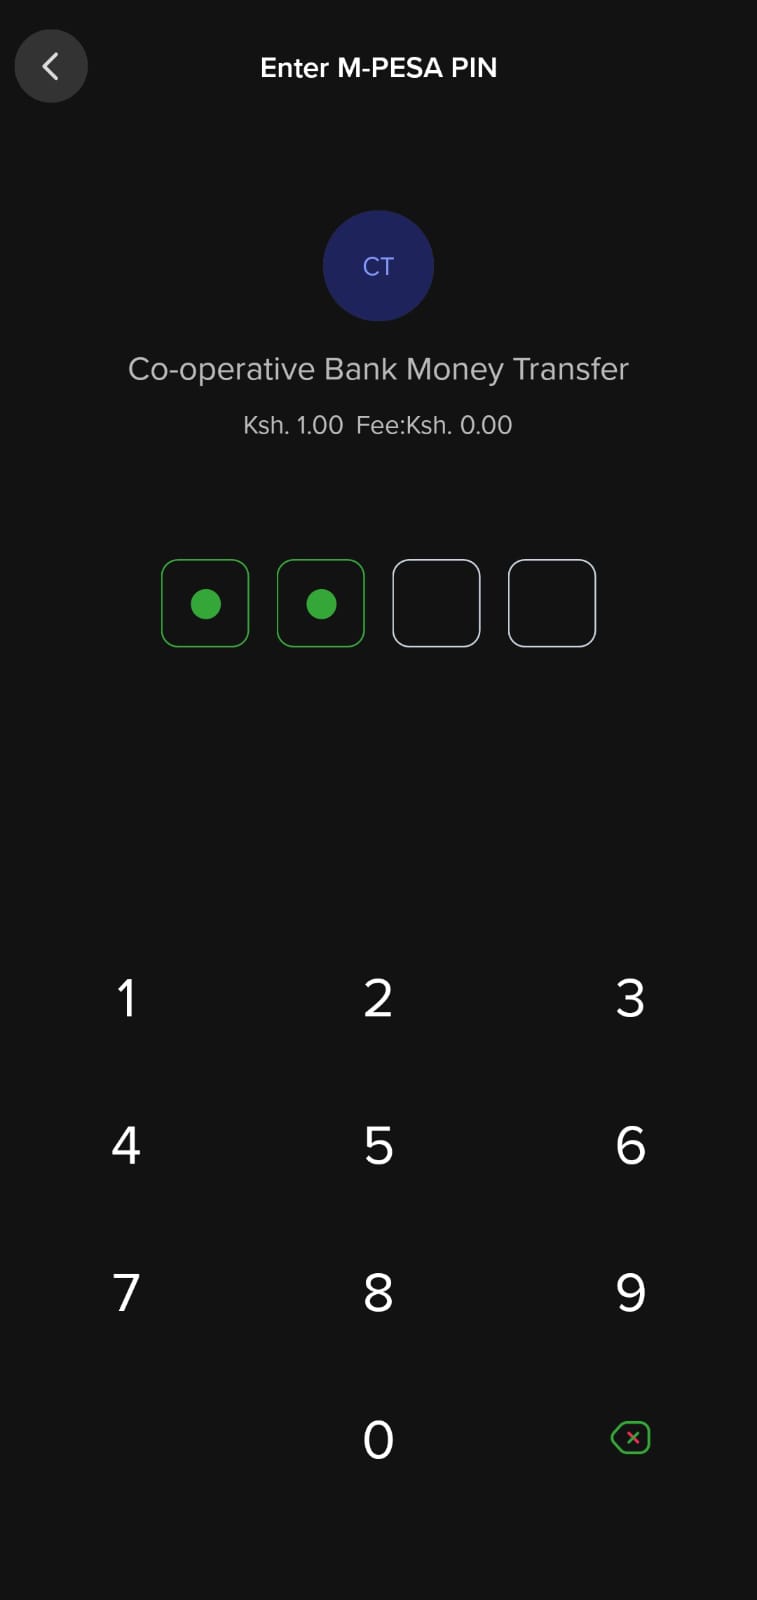 Enter M-PESA PIN
CT
Co-operative Bank Money Transfer
Ksh. 1.00 Fee:Ksh. 0.00
1 2 3
4 5 6
7 8 9
0